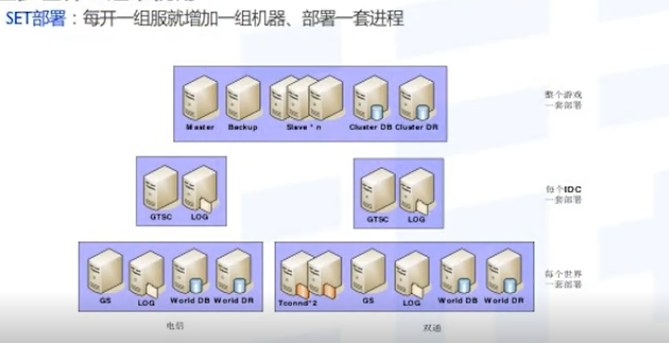 SET部署：每开一组服就增加一组机器、部署一套进程
整个游戏
一套部署
Master Backup Slave * n Cluster DB Cluster DR
每个IDC
一套部署
GTSC LOG GTSC LOG
每个世界
一套部署
GS LOG World DB World DR Tconnd*2 GS LOG World DB World DR
电信 双通